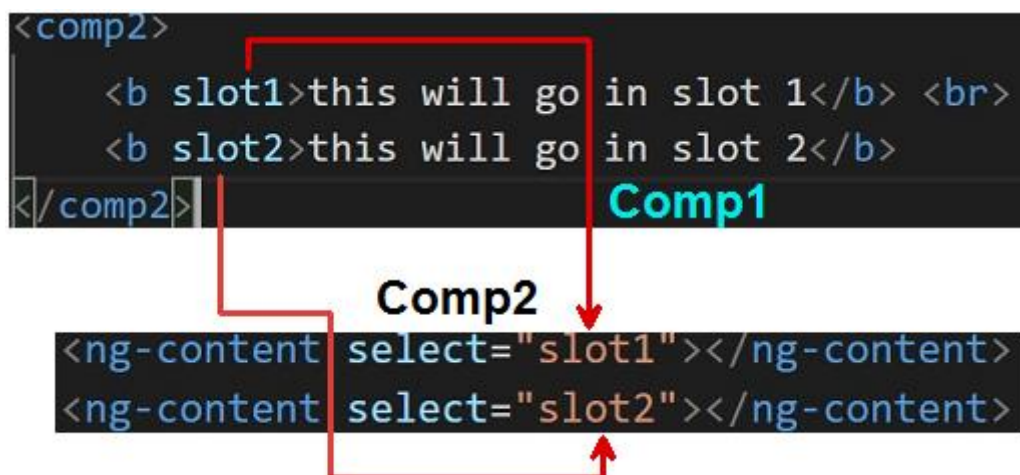 <comp2>
<b slot1>this will go in slot 1</b> <br>
<b slot2>this will go in slot 2</b>
</comp2>
Comp1
Comp2
<ng-content select="slot1"></ng-content>
<ng-content select="slot2"></ng-content>